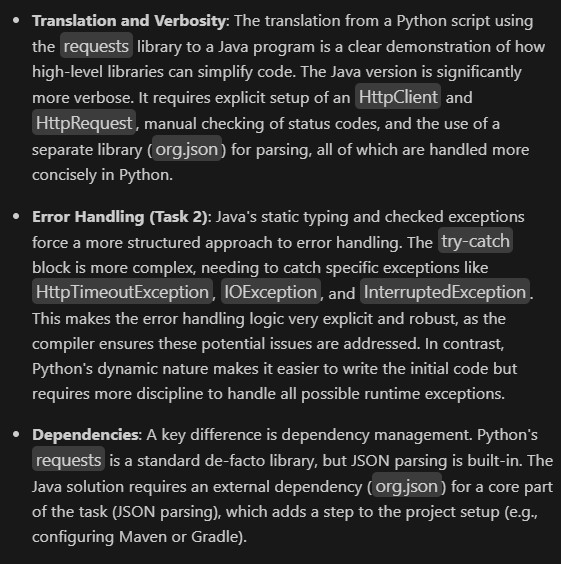 • Translation and Verbosity: The translation from a Python script using
the requests library to a Java program is a clear demonstration of how
high-level libraries can simplify code. The Java version is significantly
more verbose. It requires explicit setup of an HttpClient and
HttpRequest, manual checking of status codes, and the use of a
separate library (org.json) for parsing, all of which are handled more
concisely in Python.
• Error Handling (Task 2): Java's static typing and checked exceptions
force a more structured approach to error handling. The try-catch
block is more complex, needing to catch specific exceptions like
HttpTimeoutException, IOException, and InterruptedException.
This makes the error handling logic very explicit and robust, as the
compiler ensures these potential issues are addressed. In contrast,
Python's dynamic nature makes it easier to write the initial code but
requires more discipline to handle all possible runtime exceptions.
• Dependencies: A key difference is dependency management. Python's
requests is a standard de-facto library, but JSON parsing is built-in. The
Java solution requires an external dependency (org.json) for a core part
of the task (JSON parsing), which adds a step to the project setup (e.g.,
configuring Maven or Gradle).